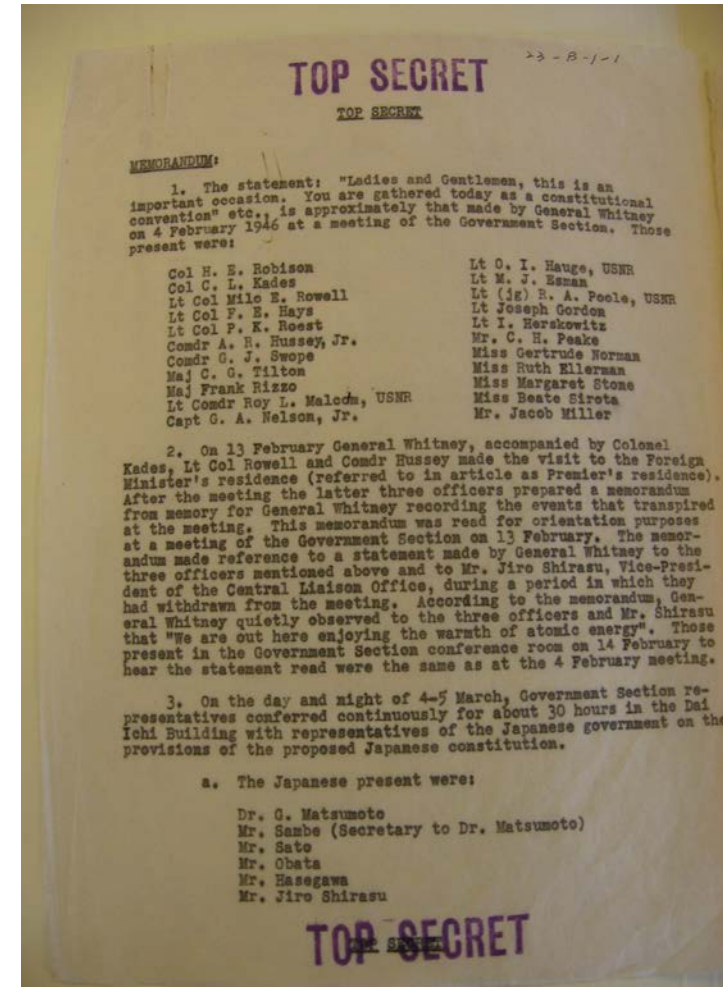 23-B-1-1
TOP SECRET
TOP SECRET
MEMORANDUM:
1. The statement: "Ladies and Gentlemen, this is an
important occasion. You are gathered today as a constitutional
convention" etc., is approximately that made by General Whitney
on 4 February 1946 at a meeting of the Government Section. Those
present were:
Col H. E. Robison
Col C. L. Kades
Lt Col Milo E. Rowell
Lt Col F. E. Hays
Lt Col P. K. Roest
Comdr A. R. Hussey, Jr.
Comdr G. J. Swope
Maj C. G. Tilton
Maj Frank Rizzo
Lt Comdr Roy L. Malcom, USNR
Capt G. A. Nelson, Jr.
Lt O. I. Hauge, USNR
Lt M. J. Esman
Lt (jg) R. A. Poole, USNR
Lt Joseph Gordon
Lt I. Herskowitz
Mr. C. H. Peake
Miss Gertrude Norman
Miss Ruth Ellerman
Miss Margaret Stone
Miss Beate Sirota
Mr. Jacob Miller
2. On 13 February General Whitney, accompanied by Colonel
Kades, Lt Col Rowell and Comdr Hussey made the visit to the Foreign
Minister's residence (referred to in article as Premier's residence).
After the meeting the latter three officers prepared a memorandum
from memory for General Whitney recording the events that transpired
at the meeting. This memorandum was read for orientation purposes
at a meeting of the Government Section on 13 February. The memor-
andum made reference to a statement made by General Whitney to the
three officers mentioned above and to Mr. Jiro Shirasu, Vice-Presi-
dent of the Central Liaison Office, during a period in which they
had withdrawn from the meeting. According to the memorandum, Gen-
eral Whitney quietly observed to the three officers and Mr. Shirasu
that "We are out here enjoying the warmth of atomic energy". Those
present in the Government Section conference room on 14 February to
hear the statement read were the same as at the 4 February meeting.
3. On the day and night of 4-5 March, Government Section re-
presentatives conferred continuously for about 30 hours in the Dai
Ichi Building with representatives of the Japanese government on the
provisions of the proposed Japanese constitution.
a. The Japanese present were:
Dr. G. Matsumoto
Mr. Sambe (Secretary to Dr. Matsumoto)
Mr. Sato
Mr. Obata
Mr. Hasegawa
Mr. Jiro Shirasu
TOP SECRET
TOP SECRET